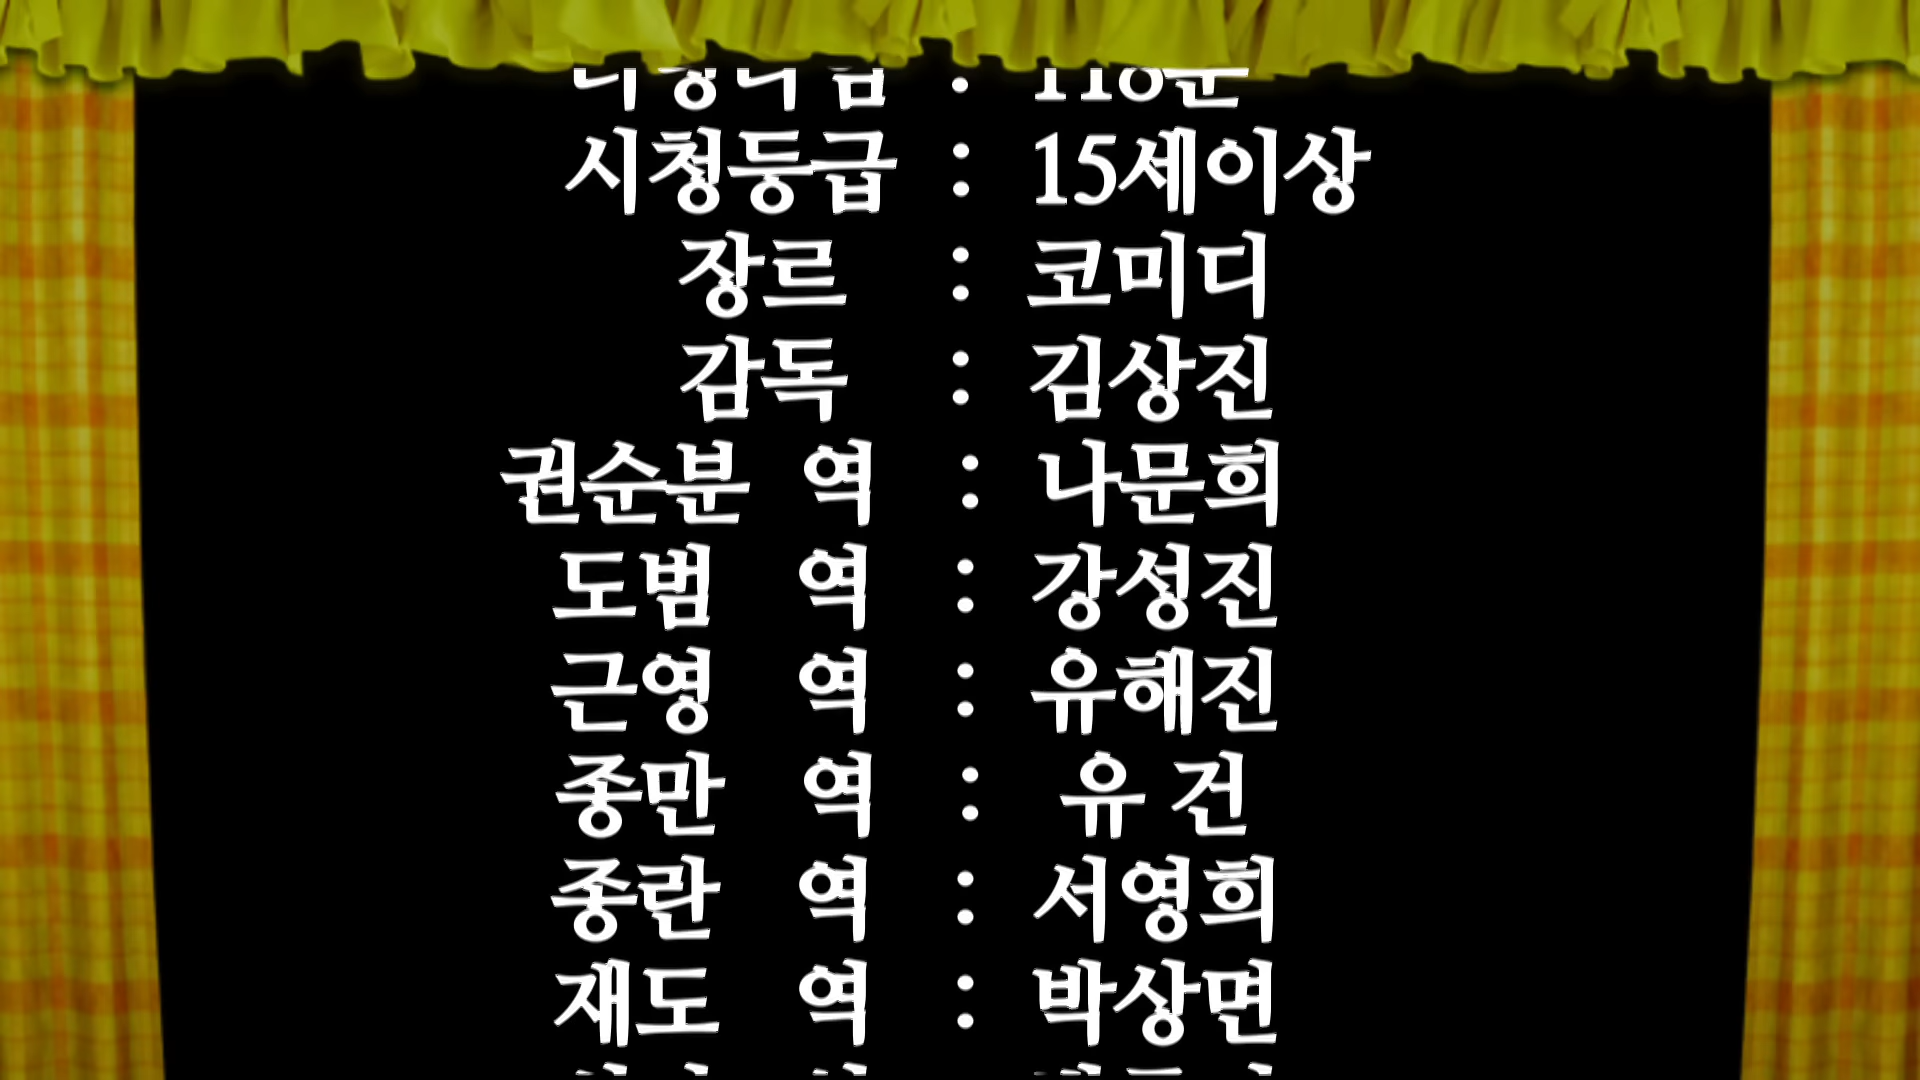 시청등급 : 15세이상
장르 : 코미디
감독 : 김상진
권순분 역 : 나문희
도범 역 : 강성진
근영 역 : 유해진
종만 역 : 유 건
종란 역 : 서영희
재도 역 : 박상면